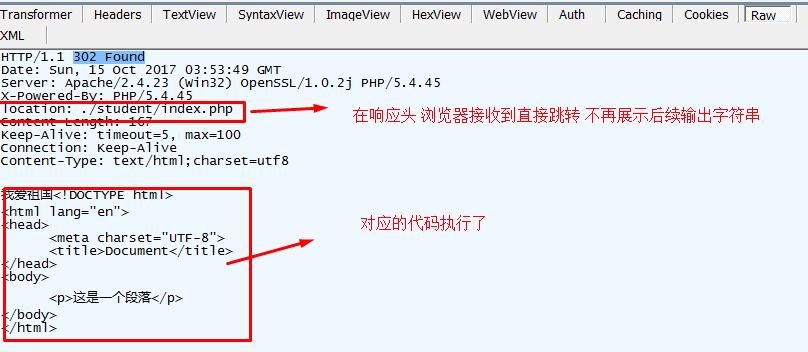 Transformer Headers TextView SyntaxView ImageView HexView WebView Auth Caching Cookies Raw
XML
HTTP/1.1 302 Found
Date: Sun, 15 Oct 2017 03:53:49 GMT
Server: Apache/2.4.23 (Win32) OpenSSL/1.0.2j PHP/5.4.45
X-Powered-By: PHP/5.4.45
location: ./student/index.php
在响应头 浏览器接收到直接跳转 不再展示后续输出字符串
Content-Length: 167
Keep-Alive: timeout=5, max=100
Connection: Keep-Alive
Content-Type: text/html;charset=utf8
我爱祖国<!DOCTYPE html>
<html lang="en">
对应的代码执行了
<head>
<meta charset="UTF-8">
<title>Document</title>
</head>
<body>
<p>这是一个段落</p>
</body>
</html>